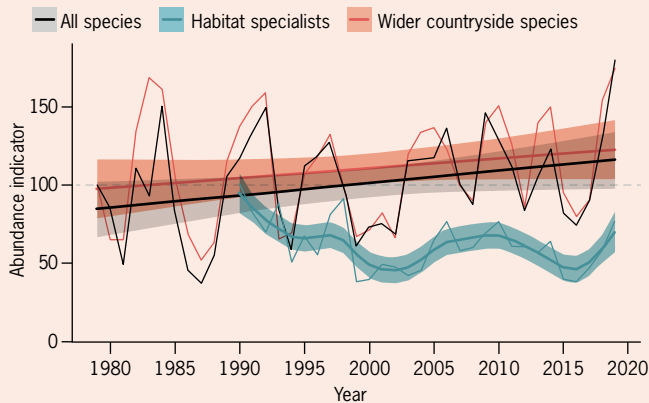 All species Habitat specialists Wider countryside species
150
100
50
0
Abundance indicator
1980 1985 1990 1995 2000 2005 2010 2015 2020
Year